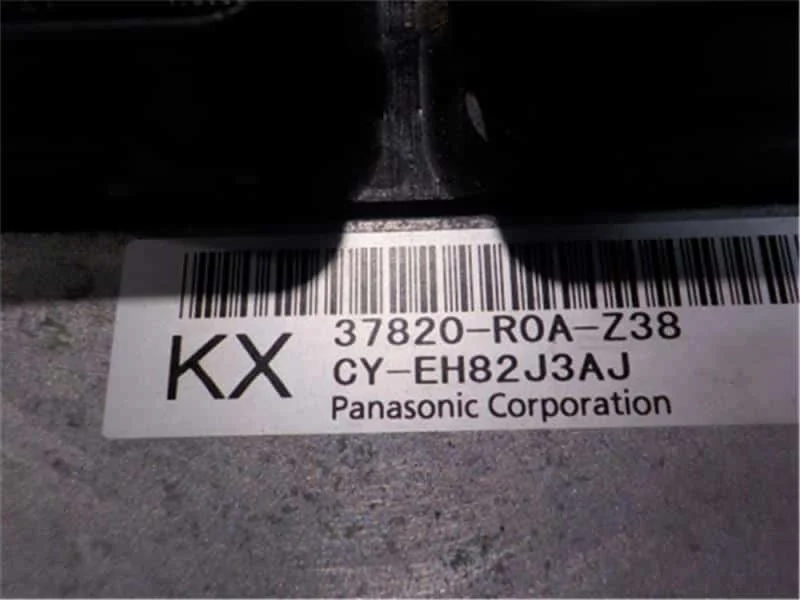 KX
37820-R0A-Z38
CY-EH82J3AJ
Panasonic Corporation